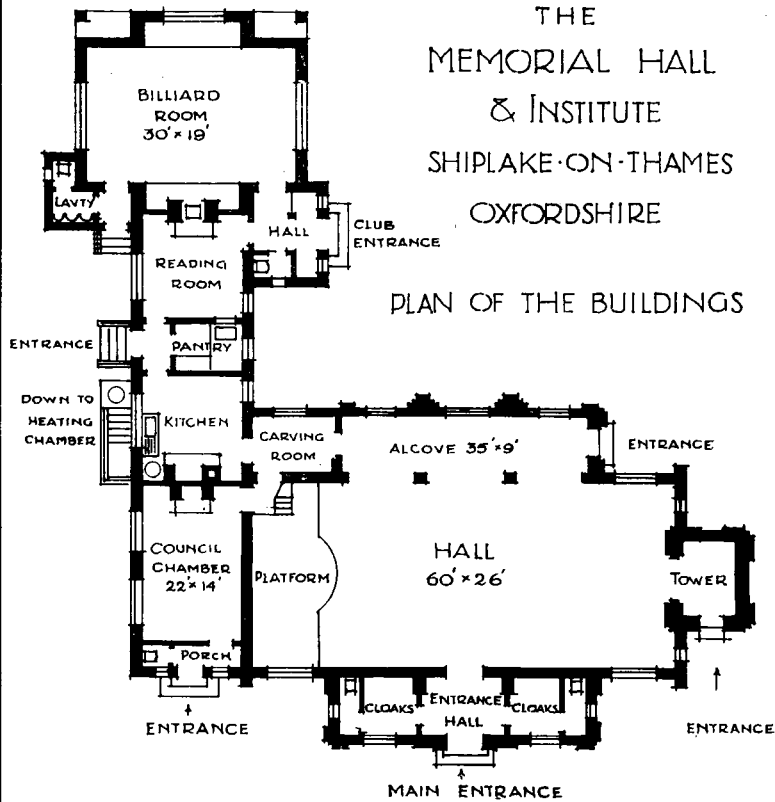 THE
MEMORIAL HALL
& INSTITUTE
SHIPLAKE·ON·THAMES
OXFORDSHIRE
PLAN OF THE BUILDINGS
BILLIARD
ROOM
30' × 19'
LAVTY
HALL
CLUB
ENTRANCE
READING
ROOM
ENTRANCE
PANTRY
DOWN TO
HEATING
CHAMBER
KITCHEN
CARVING
ROOM
ALCOVE 35' × 9'
ENTRANCE
COUNCIL
CHAMBER
22' × 14'
PLATFORM
HALL
60' × 26'
TOWER
PORCH
ENTRANCE
CLOAKS
ENTRANCE
HALL
CLOAKS
ENTRANCE
MAIN ENTRANCE